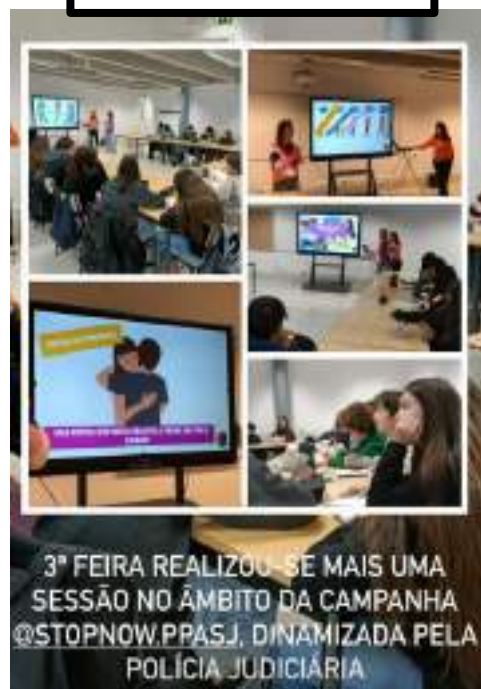 3ª FEIRA REALIZOU-SE MAIS UMA
SESSÃO NO ÂMBITO DA CAMPANHA
@STOPNOW.PPASJ, DINAMIZADA PELA
POLÍCIA JUDICIÁRIA